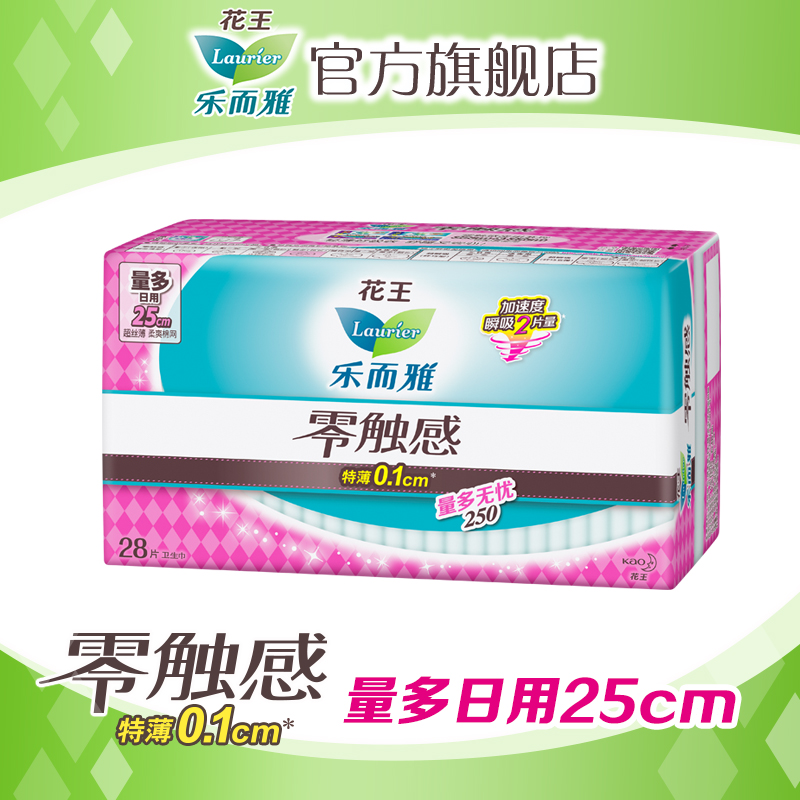 花王
Laurier
乐而雅
官方旗舰店
量多
日用
25cm
超丝薄 柔爽棉网
花王
Laurier
乐而雅
加速度
瞬吸2片量
零触感
特薄0.1cm*
量多无忧
250
28片 卫生巾
Kao
花王
零触感
零触感
特薄0.1cm*
量多日用25cm